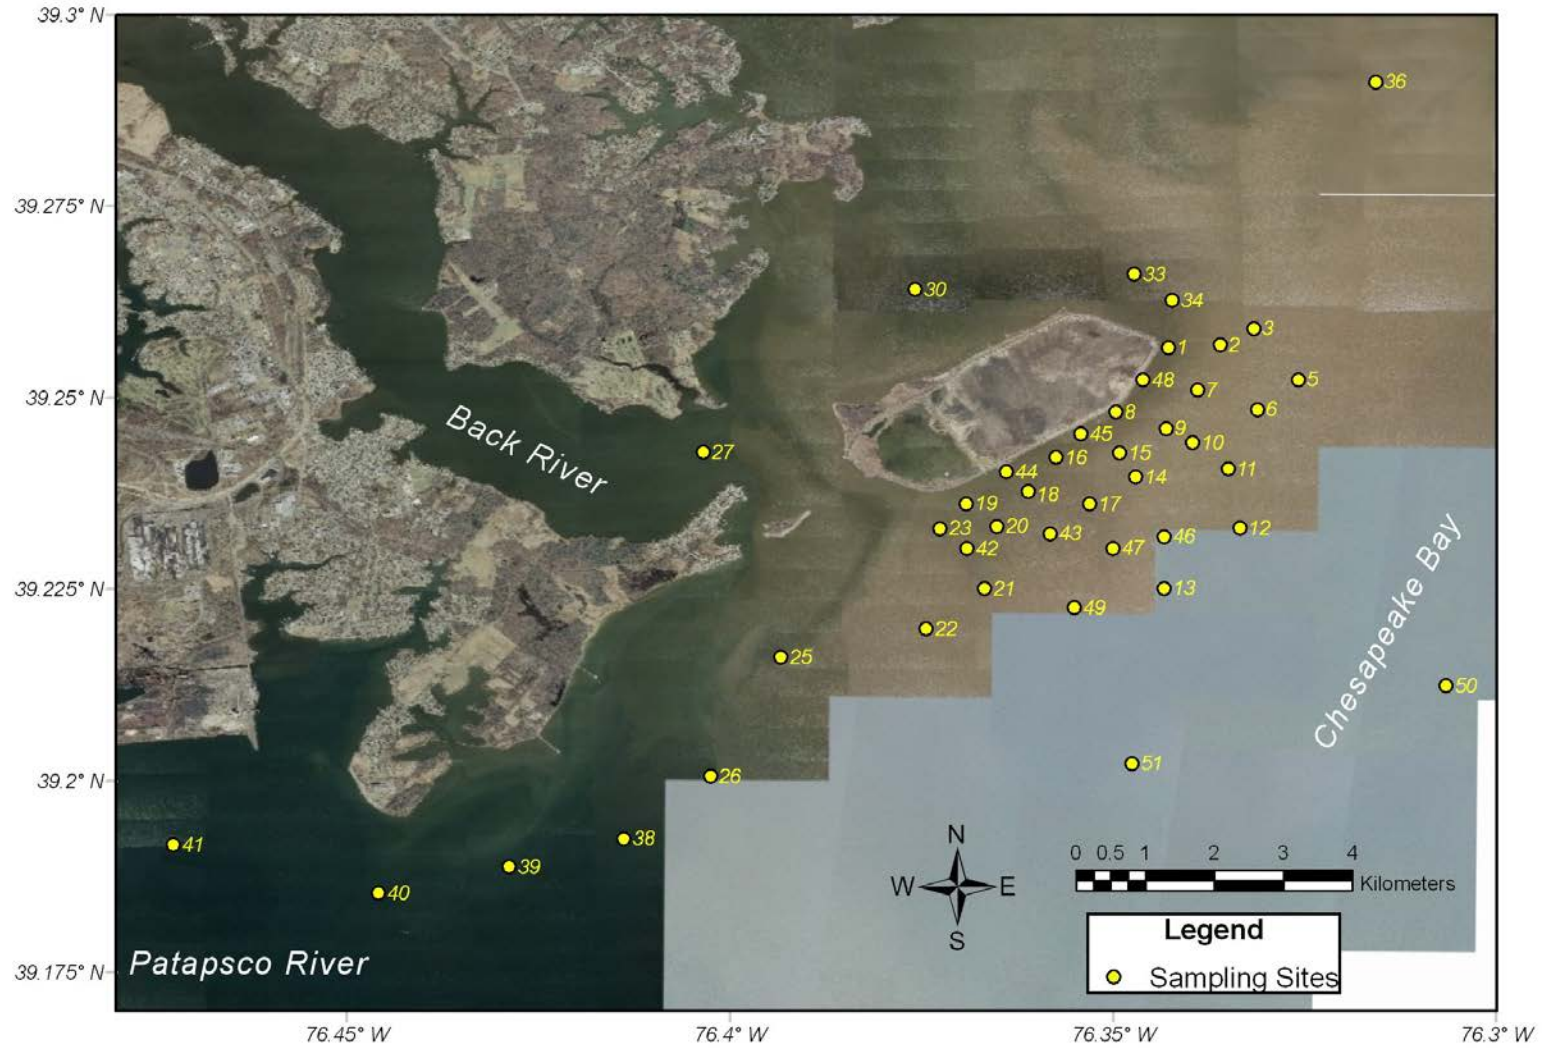 39.3° N
36
39.275° N
33
30
34
3
1
2
48
5
7
39.25° N
8
6
Back River
45
9
10
27
15
16
11
44
14
18
19
17
23
20
43
46
12
42
47
39.225° N
21
13
49
22
25
Chesapeake Bay
50
51
39.2° N
26
38
41
39
40
N
W
E
S
0 0.5 1 2 3 4
Kilometers
Legend
Sampling Sites
Patapsco River
39.175° N
76.45° W
76.4° W
76.35° W
76.3° W